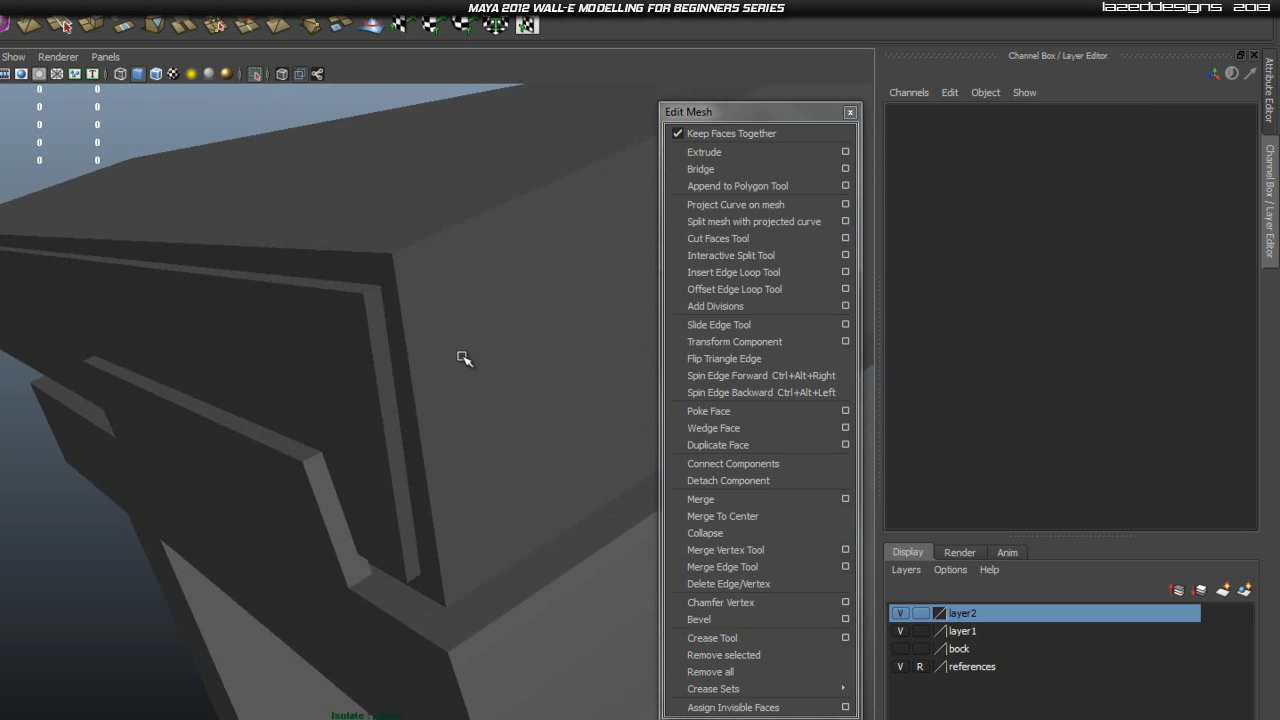 MAYA 2012 WALL-E MODELLING FOR BEGINNERS SERIES
LAZEDDESIGNS 2013
Show Renderer Panels
Channel Box / Layer Editor
Channels Edit Object Show
Attribute Editor
Channel Box / Layer Editor
0 0
0 0
0 0
0 0
0 0
Edit Mesh
Keep Faces Together
Extrude
Bridge
Append to Polygon Tool
Project Curve on mesh
Split mesh with projected curve
Cut Faces Tool
Interactive Split Tool
Insert Edge Loop Tool
Offset Edge Loop Tool
Add Divisions
Slide Edge Tool
Transform Component
Flip Triangle Edge
Spin Edge Forward Ctrl+Alt+Right
Spin Edge Backward Ctrl+Alt+Left
Poke Face
Wedge Face
Duplicate Face
Connect Components
Detach Component
Merge
Merge To Center
Collapse
Merge Vertex Tool
Merge Edge Tool
Delete Edge/Vertex
Chamfer Vertex
Bevel
Crease Tool
Remove selected
Remove all
Crease Sets
Assign Invisible Faces
Display Render Anim
Layers Options Help
V layer2
V layer1
bock
V R references
Isolate :